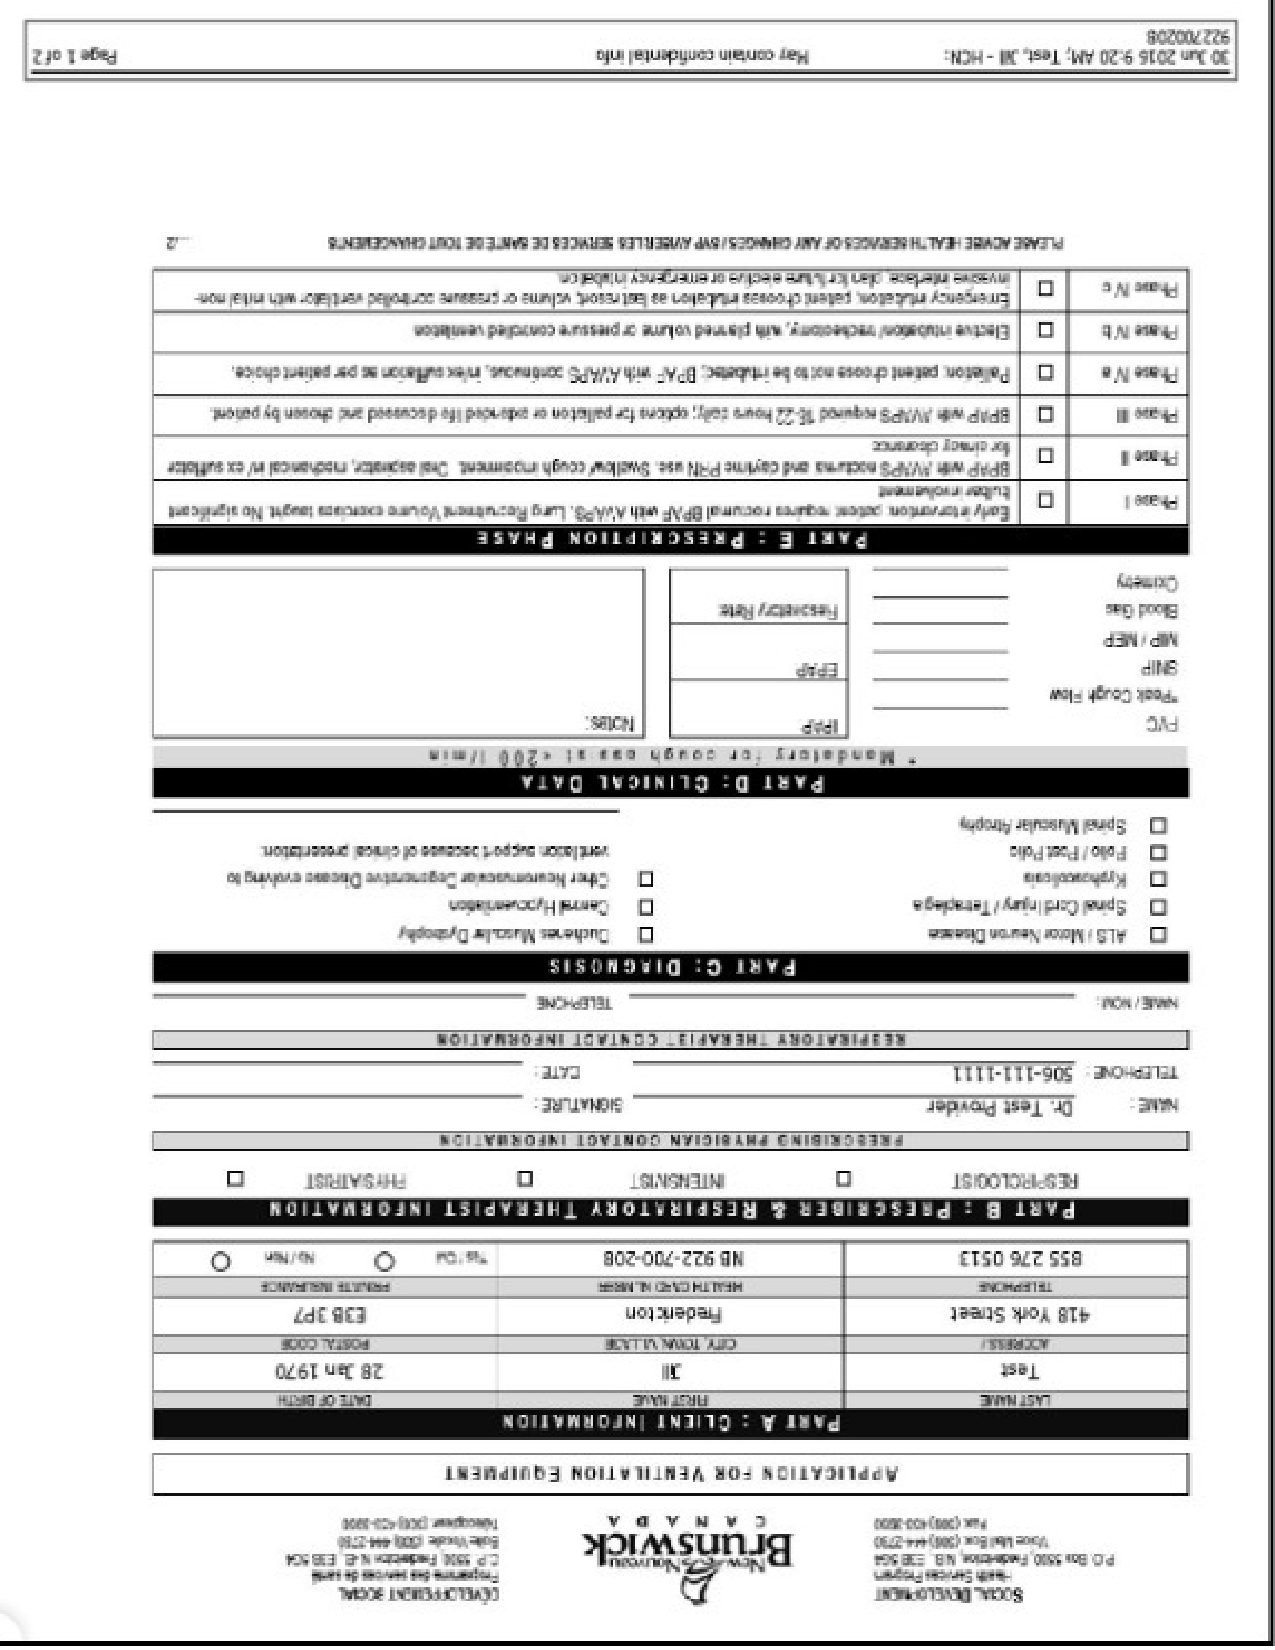 SOCIAL DEVELOPMENT
Health Services Program
P.O. Box 5500, Fredericton, N.B. E3B 5G4
Voice Mail Box (506) 444-2750
Fax (506)
New Nouveau
Brunswick
CANADA
DÉVELOPPEMENT SOCIAL
Programme des services de santé
C.P. 5500, Fredericton N.-B. E3B 5G4
Boîte Vocale (506) 444-2750
Télécopieur (506)
APPLICATION FOR VENTILATION EQUIPMENT
PART A : CLIENT INFORMATION
LAST NAME FIRST NAME DATE OF BIRTH
Test Jill 28 Jan 1970
ADDRESS / CITY, TOWN, VILLAGE POSTAL CODE
418 York Street Fredericton E3B 3P7
TELEPHONE HEALTH CARD NUMBER PRIVATE INSURANCE
855 276 0513 NB 922-700-208 Yes / Oui No / Non
PART B : PRESCRIBER & RESPIRATORY THERAPIST INFORMATION
RESPIROLOGIST INTENSIVIST PHYSIATRIST
PRESCRIBING PHYSICIAN CONTACT INFORMATION
NAME : Dr. Test Provider SIGNATURE :
TELEPHONE : 506-111-1111 DATE :
RESPIRATORY THERAPIST CONTACT INFORMATION
NAME / NOM : TELEPHONE
PART C: DIAGNOSIS
ALS / Motor Neuron Disease Duchenes Muscular Dystrophy
Spinal Cord Injury / Tetraplegia Central Hypoventilation
Kyphoscoliosis Other Neuromuscular Degenerative Disease evolving to
Polio / Post Polio ventilation support because of clinical presentation:
Spinal Muscular Atrophy
PART D: CLINICAL DATA
* Mandatory for cough assist <200 l/min
FVC IPAP Notes:
*Peak Cough Flow
SNIP EPAP
MIP / MEP
Blood Gas Respiratory Rate
Oximetry
PART E : PRESCRIPTION PHASE
Phase I Early intervention; patient requires nocturnal BPAP with AVAPS. Lung Recruitment Volume exercises taught. No significant
bulbar involvement
Phase II BPAP with AVAPS nocturns and daytime PRN use. Swallow/ cough impairment. Oral aspirator, mechanical in/ ex sufflator
for airway clearance
Phase III BPAP with AVAPS required 16-22 hours daily; options for palliation or extended life discussed and chosen by patient.
Phase IV a Palliation; patient choose not to be intubated; BPAP with AVAPS continuous, in/ex sufflation as per patient choice.
Phase IV b Elective intubation/ tracheotomy, with planned volume or pressure controlled ventilation
Phase IV c Emergency intubation, patient chooses intubation as last resort, volume or pressure controlled ventilator with initial non-
invasive interface, plan for future elective or emergency intubation.
PLEASE ADVISE HEALTH SERVICES OF ANY CHANGES / SVP AVISER LES SERVICES DE SANTÉ DE TOUT CHANGEMENTS ..../2
30 Jun 2016 9:20 AM; Test, Jill - HCN: May contain confidential info Page 1 of 2
922700208